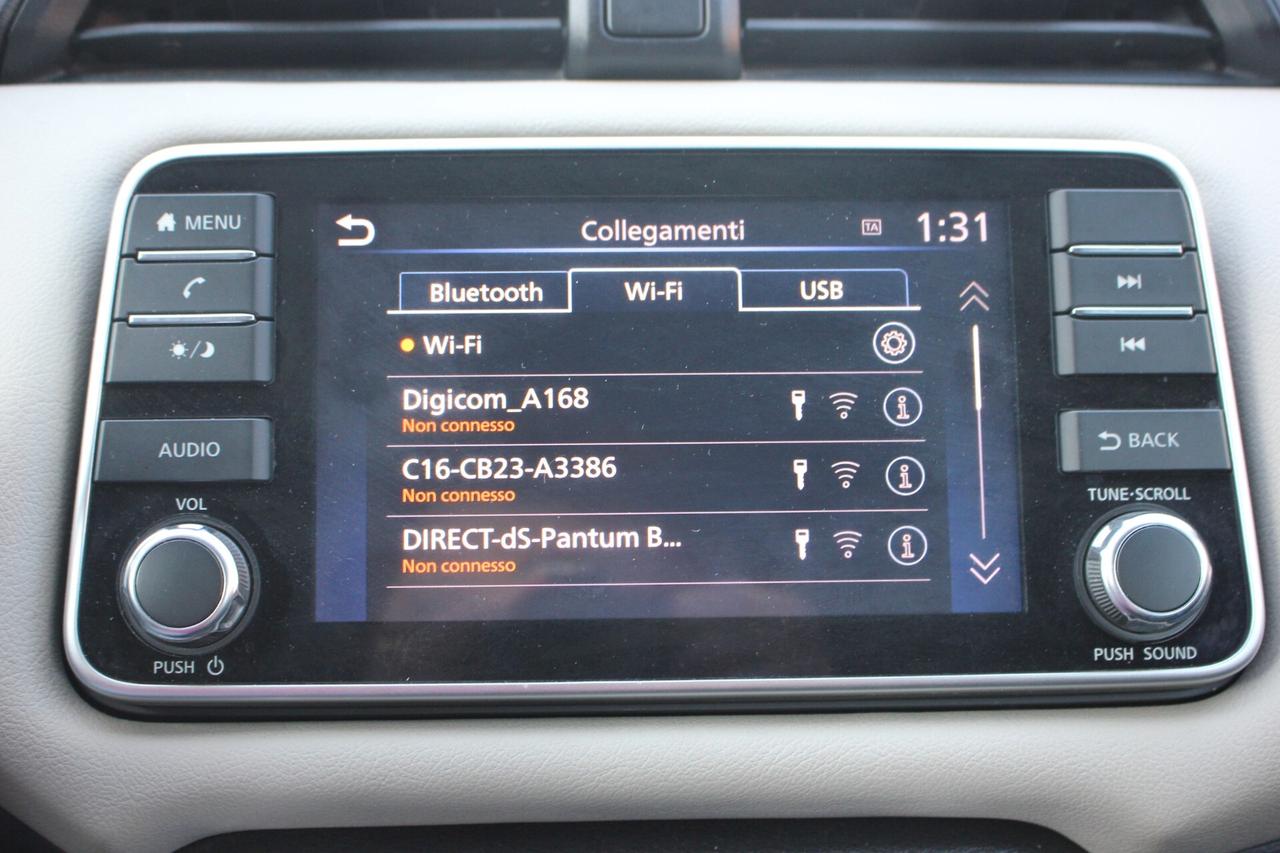 MENU
AUDIO
VOL
PUSH
Collegamenti
TA
1:31
Bluetooth
Wi-Fi
USB
Wi-Fi
Digicom_A168
Non connesso
C16-CB23-A3386
Non connesso
DIRECT-dS-Pantum B...
Non connesso
BACK
TUNE·SCROLL
PUSH SOUND